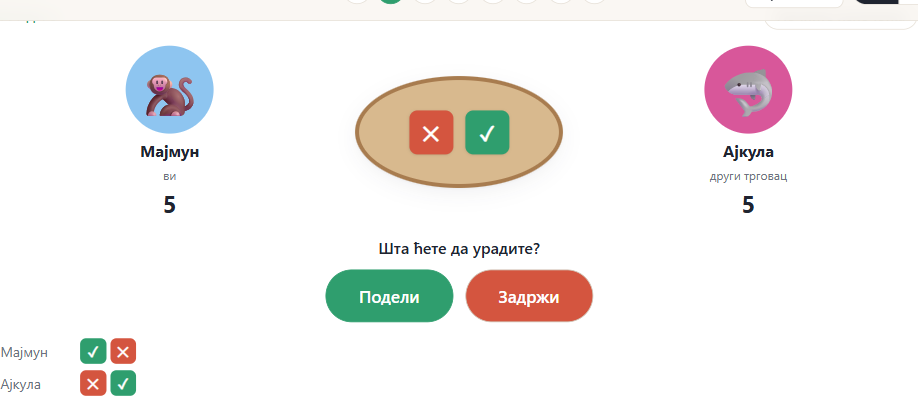 Мајмун
ви
5
Ајкула
други трговац
5
Шта ћете да урадите?
Подели
Задржи
Мајмун
Ајкула